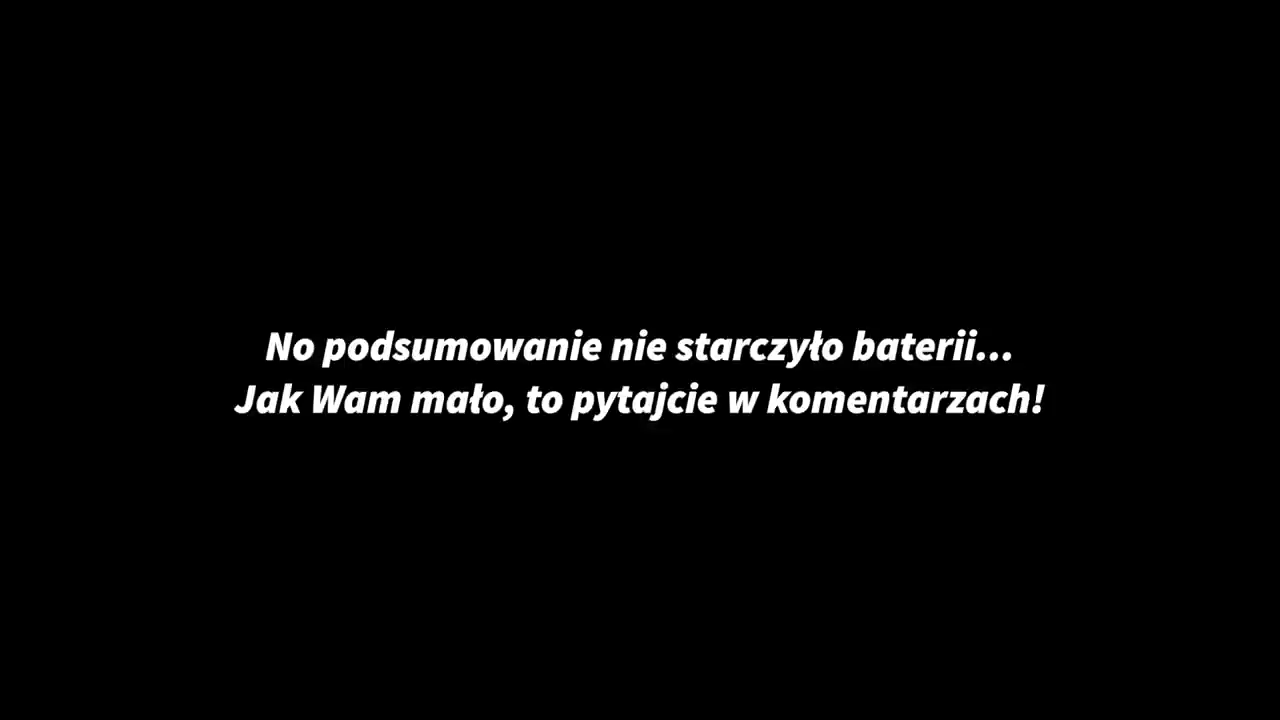 No podsumowanie nie starczyło baterii...
Jak Wam mało, to pytajcie w komentarzach!